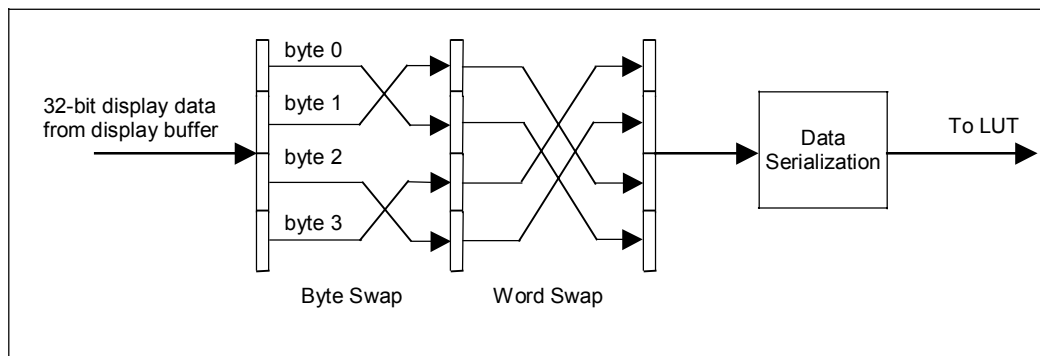 byte 0
32-bit display data
from display buffer
byte 1
byte 2
byte 3
Byte Swap
Word Swap
Data
Serialization
To LUT